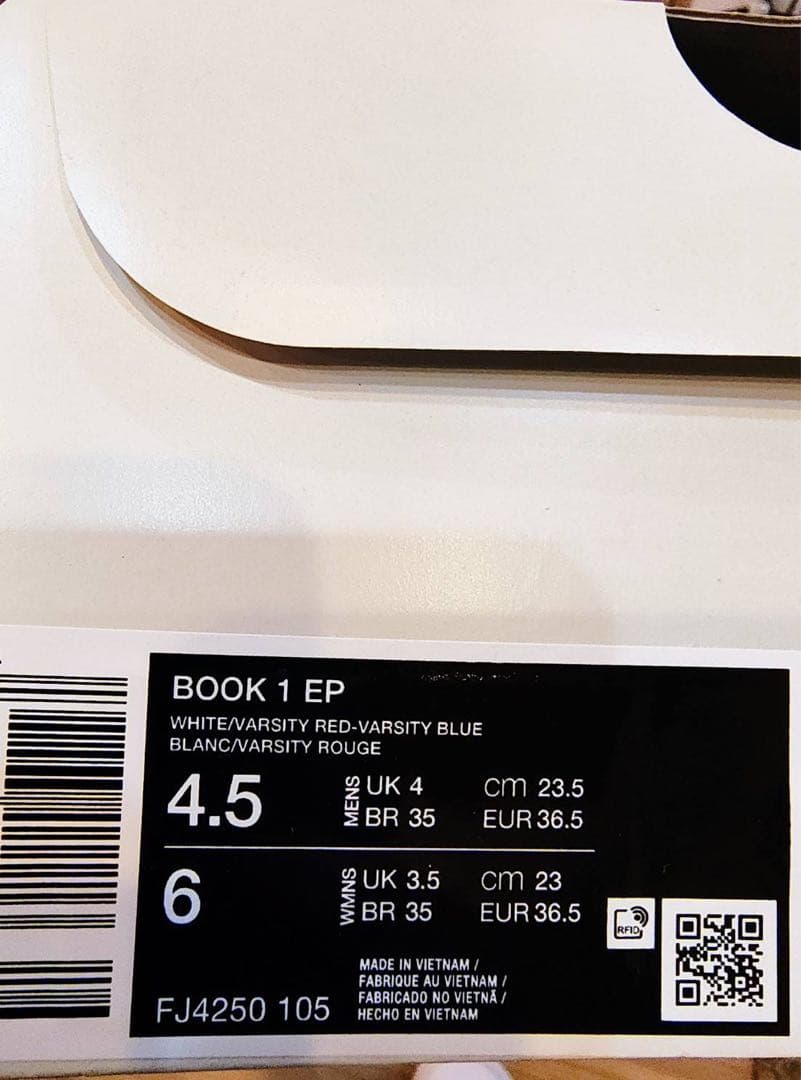 BOOK 1 EP
WHITE/VARSITY RED-VARSITY BLUE
BLANC/VARSITY ROUGE
4.5 MENS UK 4 cm 23.5
BR 35 EUR 36.5
6 WMNS UK 3.5 cm 23
BR 35 EUR 36.5
RFID
MADE IN VIETNAM /
FABRIQUE AU VIETNAM /
FABRICADO NO VIETNÃ /
HECHO EN VIETNAM
FJ4250 105